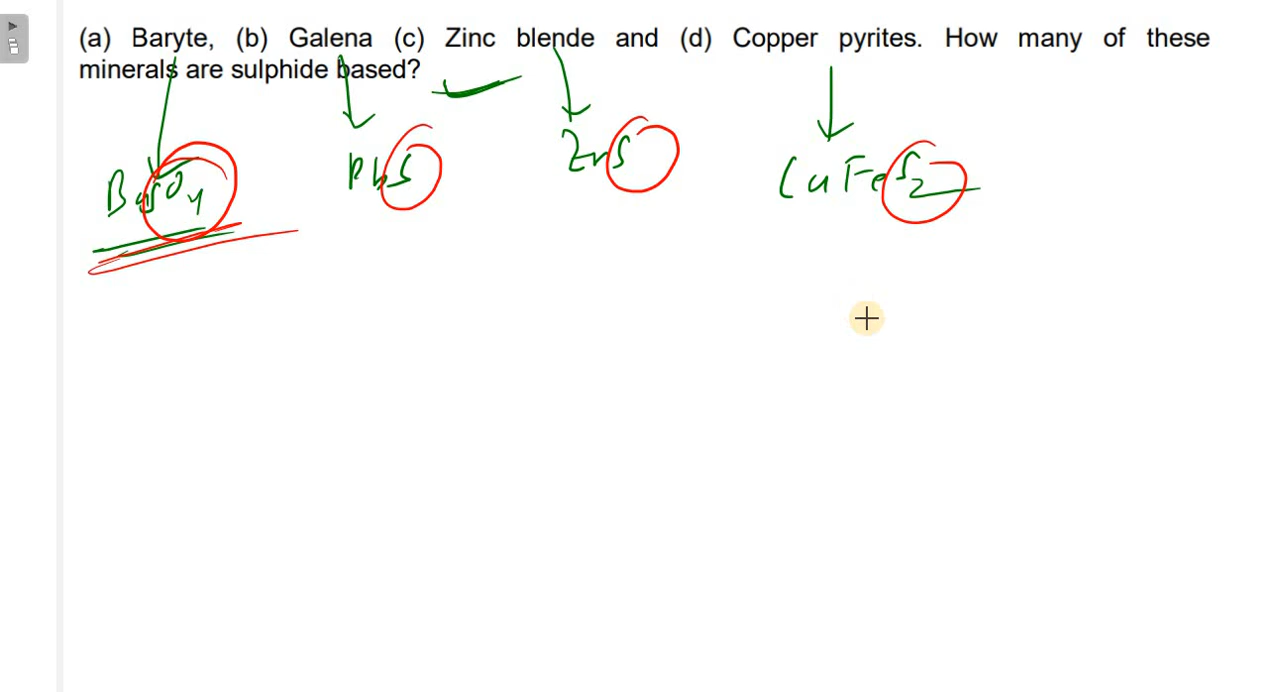 (a) Baryte, (b) Galena (c) Zinc blende and (d) Copper pyrites. How many of these
minerals are sulphide based?
BaSO4 PbS ZnS CuFeS2